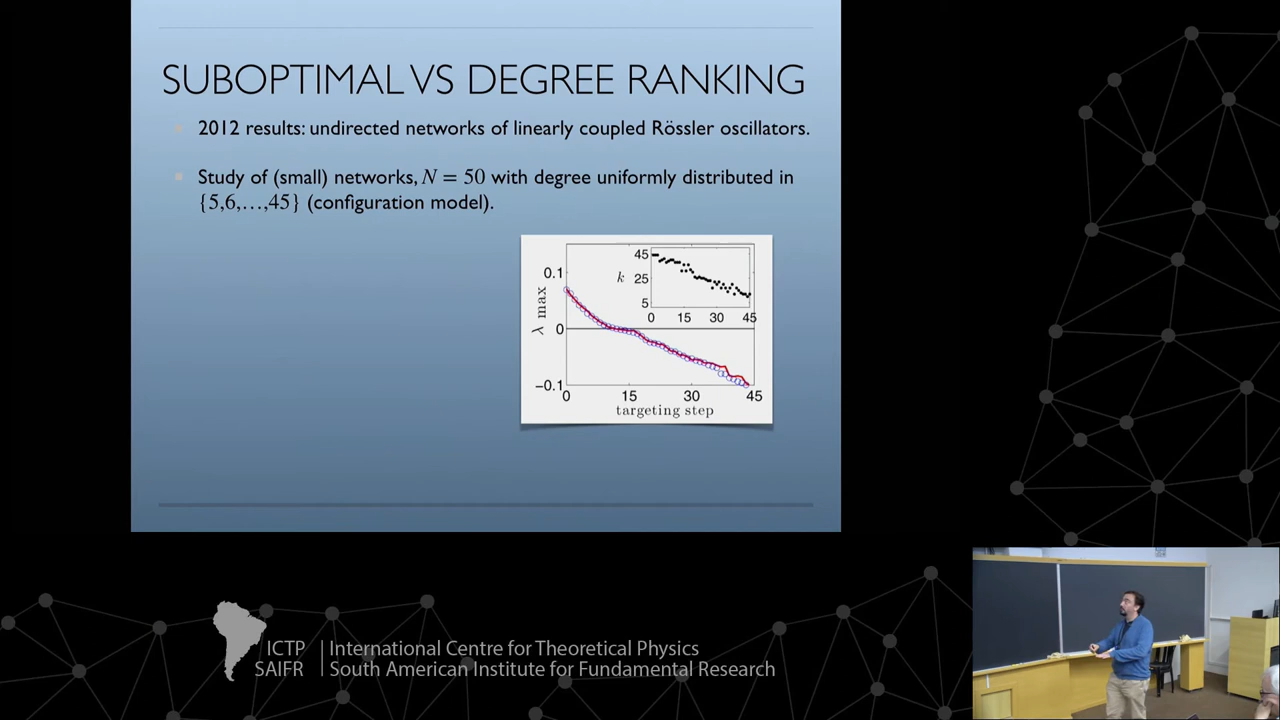 SUBOPTIMAL VS DEGREE RANKING
2012 results: undirected networks of linearly coupled Rössler oscillators.
Study of (small) networks, N = 50 with degree uniformly distributed in
{5,6,…,45} (configuration model).
0.1
0
−0.1
λ max
0 15 30 45
targeting step
45
25
5
k
0 15 30 45
ICTP
SAIFR
International Centre for Theoretical Physics
South American Institute for Fundamental Research